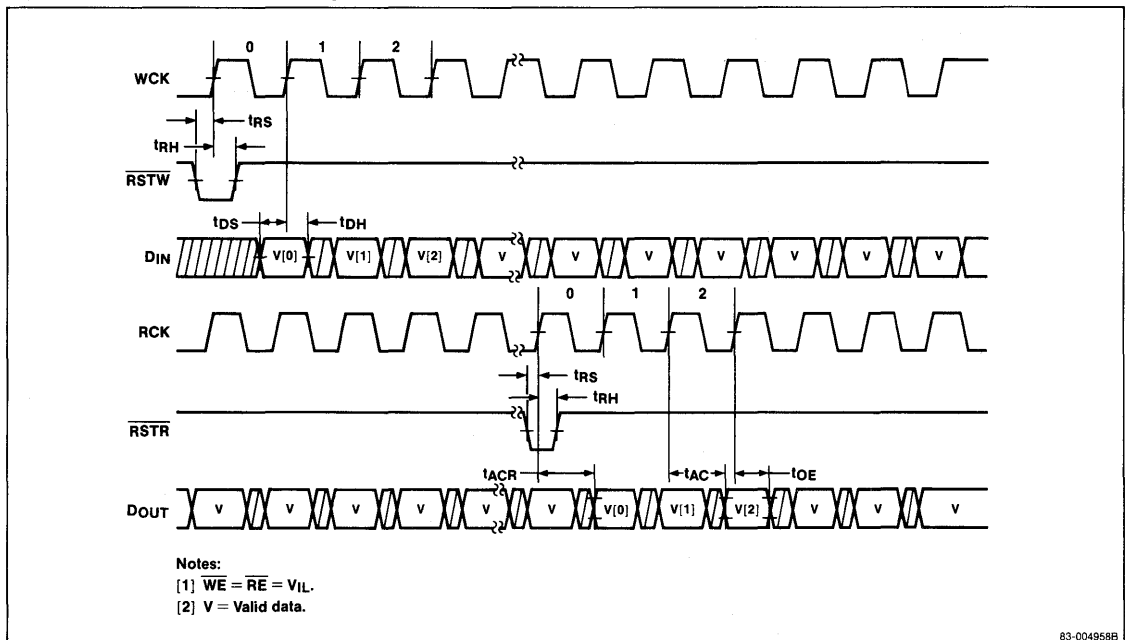 0 1 2
WCK
tRS
tRH
RSTW
tDS tDH
DIN V[0] V[1] V[2] V V V V V V V
0 1 2
RCK
tRS
tRH
RSTR
tACR tAC tOE
DOUT V V V V V V V[0] V[1] V[2] V V V
Notes:
[1] WE = RE = VIL.
[2] V = Valid data.
83-004958B